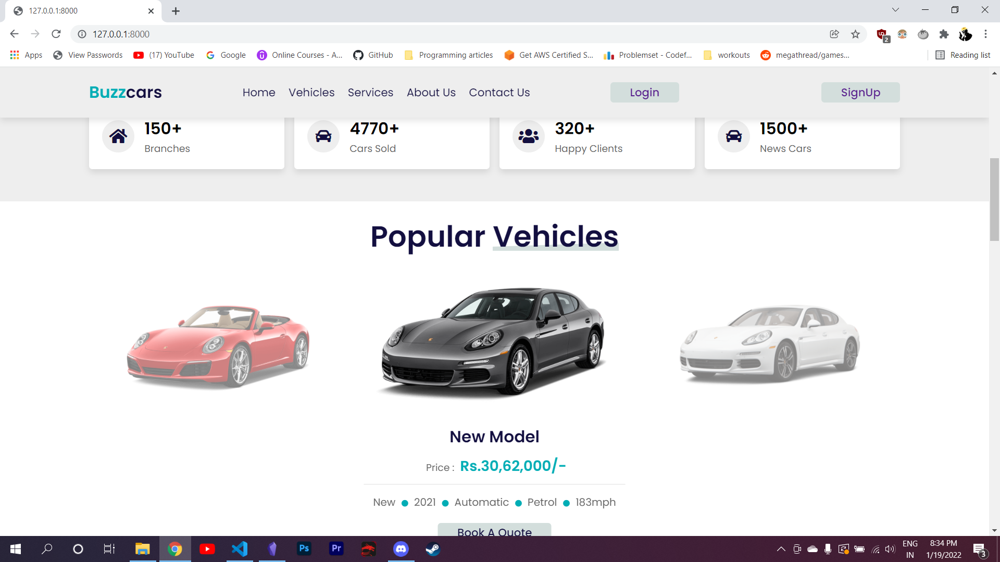 127.0.0.1:8000
127.0.0.1:8000
2
Apps View Passwords (17) YouTube Google Online Courses - A... GitHub Programming articles Get AWS Certified S... Problemset - Codef... workouts megathread/games... Reading list
Buzzcars Home Vehicles Services About Us Contact Us Login SignUp
150+ 4770+ 320+ 1500+
Branches Cars Sold Happy Clients News Cars
Popular Vehicles
New Model
Price : Rs.30,62,000/-
New 2021 Automatic Petrol 183mph
Book A Quote
Ps Pr
ENG 8:34 PM
IN 1/19/2022 3